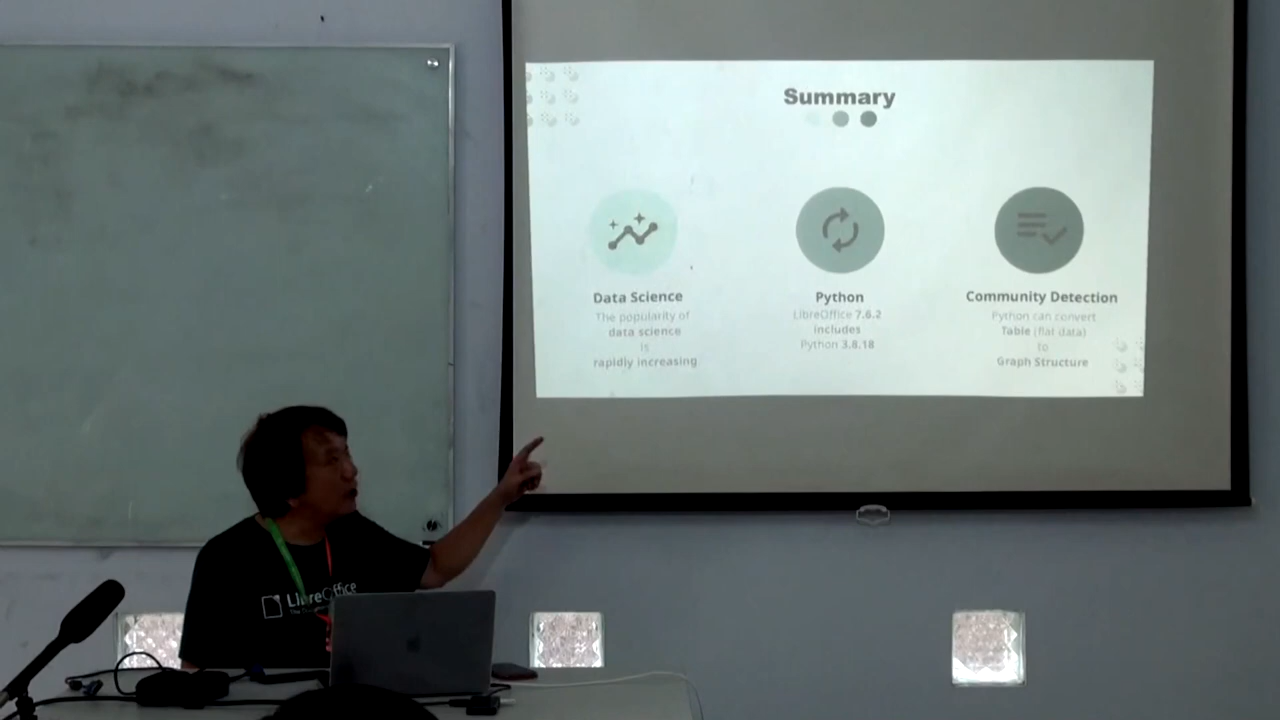 Summary
Data Science
The popularity of
data science
is
rapidly increasing
Python
LibreOffice 7.6.2
includes
Python 3.8.18
Community Detection
Python can convert
Table (flat data)
to
Graph Structure
LibreOffice